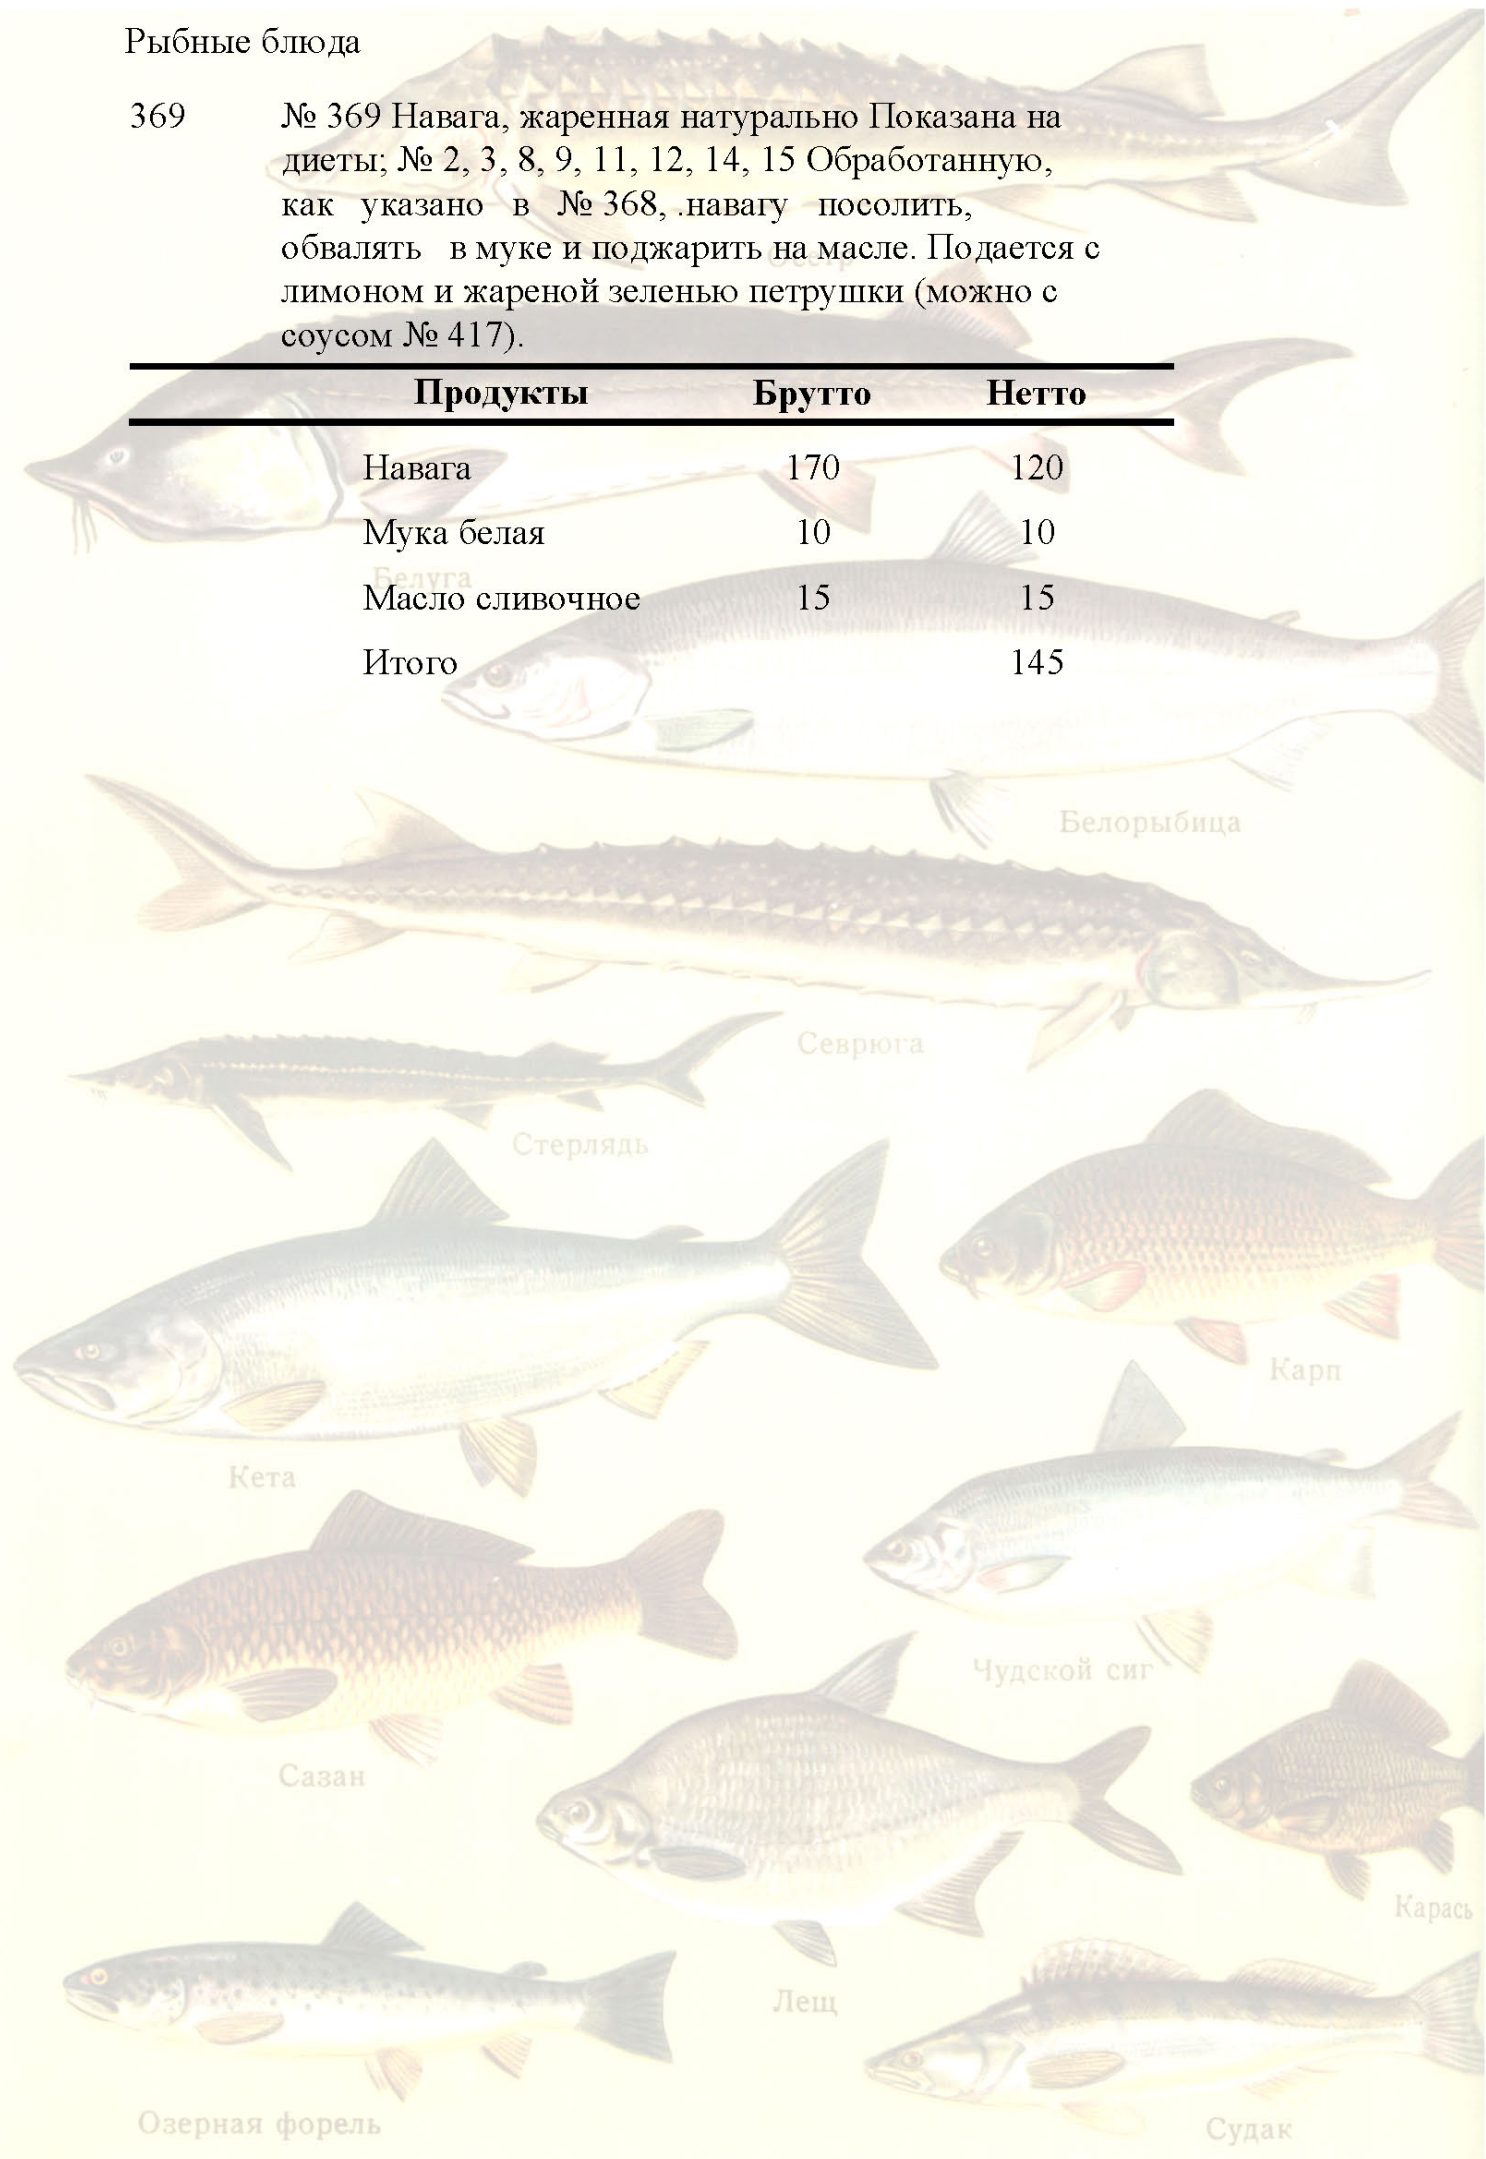 Рыбные блюда
369 № 369 Навага, жаренная натурально Показана на
диеты; № 2, 3, 8, 9, 11, 12, 14, 15 Обработанную,
как указано в № 368, .навагу посолить,
обвалять в муке и поджарить на масле. Подается с
Осетр
лимоном и жареной зеленью петрушки (можно с
соусом № 417).
Продукты Брутто Нетто
Навага 170 120
Мука белая 10 10
Белуга
Масло сливочное 15 15
Итого 145
Белорыбица
Севрюга
Стерлядь
Карп
Кета
Чудской сиг
Сазан
Карась
Лещ
Озерная форель
Судак